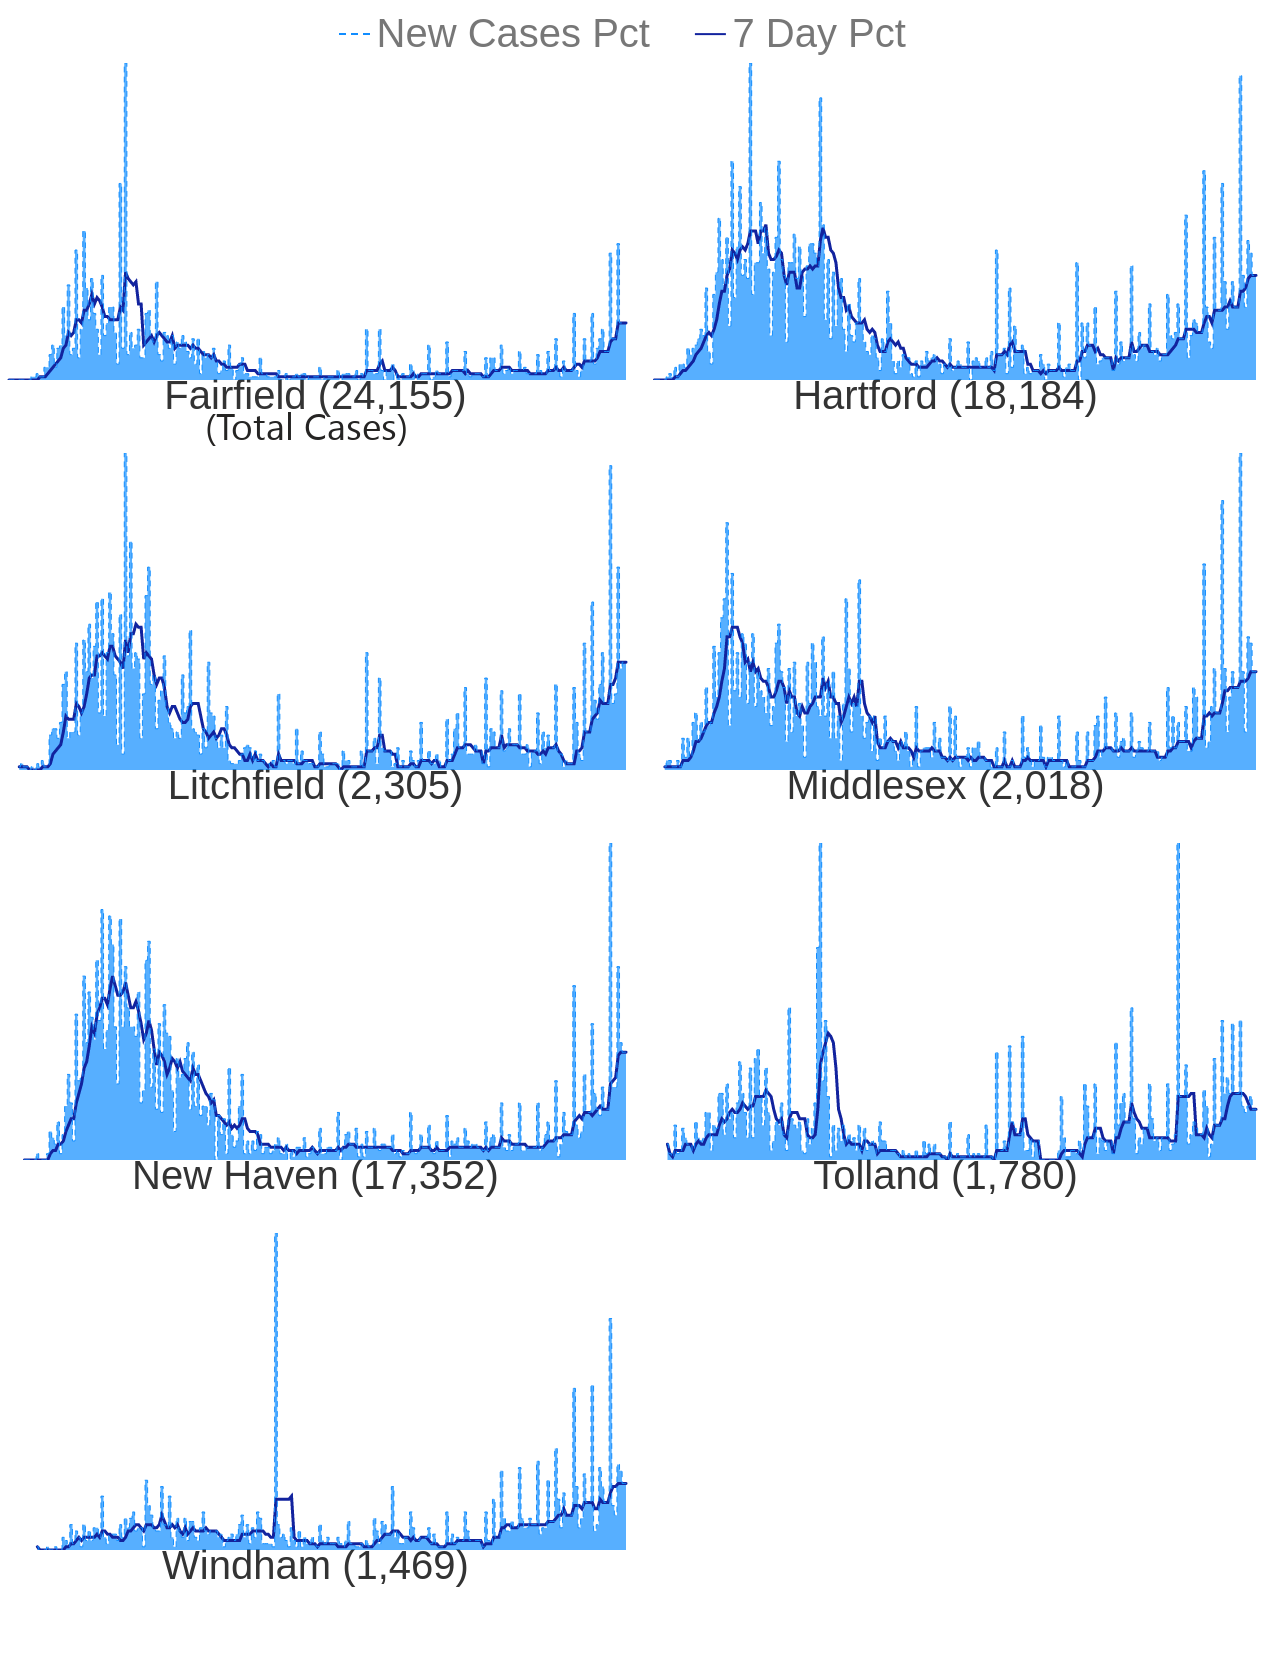 New Cases Pct 7 Day Pct
Fairfield (24,155) Hartford (18,184)
(Total Cases)
Litchfield (2,305) Middlesex (2,018)
New Haven (17,352) Tolland (1,780)
Windham (1,469)